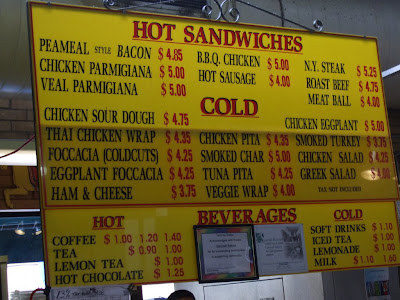 HOT SANDWICHES
PEAMEAL STYLE BACON $4.85
CHICKEN PARMIGIANA $5.00
VEAL PARMIGIANA $5.00
B.B.Q. CHICKEN $5.00
HOT SAUSAGE $4.00
N.Y. STEAK $5.25
ROAST BEEF $4.75
MEAT BALL $4.00
COLD
CHICKEN SOUR DOUGH $4.75
THAI CHICKEN WRAP $4.35
FOCCACIA (COLDCUTS) $4.25
EGGPLANT FOCCACIA $4.25
HAM & CHEESE $3.75
CHICKEN PITA $4.35
SMOKED CHAR $5.00
TUNA PITA $4.25
VEGGIE WRAP $4.00
CHICKEN EGGPLANT $5.00
SMOKED TURKEY $3.75
CHICKEN SALAD $4.25
GREEK SALAD $4.00
TAX NOT INCLUDED
BEVERAGES
HOT
COFFEE $1.00 1.20 1.40
TEA $0.90 1.00
LEMON TEA $1.00
HOT CHOCOLATE $1.25
COLD
SOFT DRINKS $1.10
ICED TEA $1.00
LEMONADE $1.00
MILK $1.10 1.60